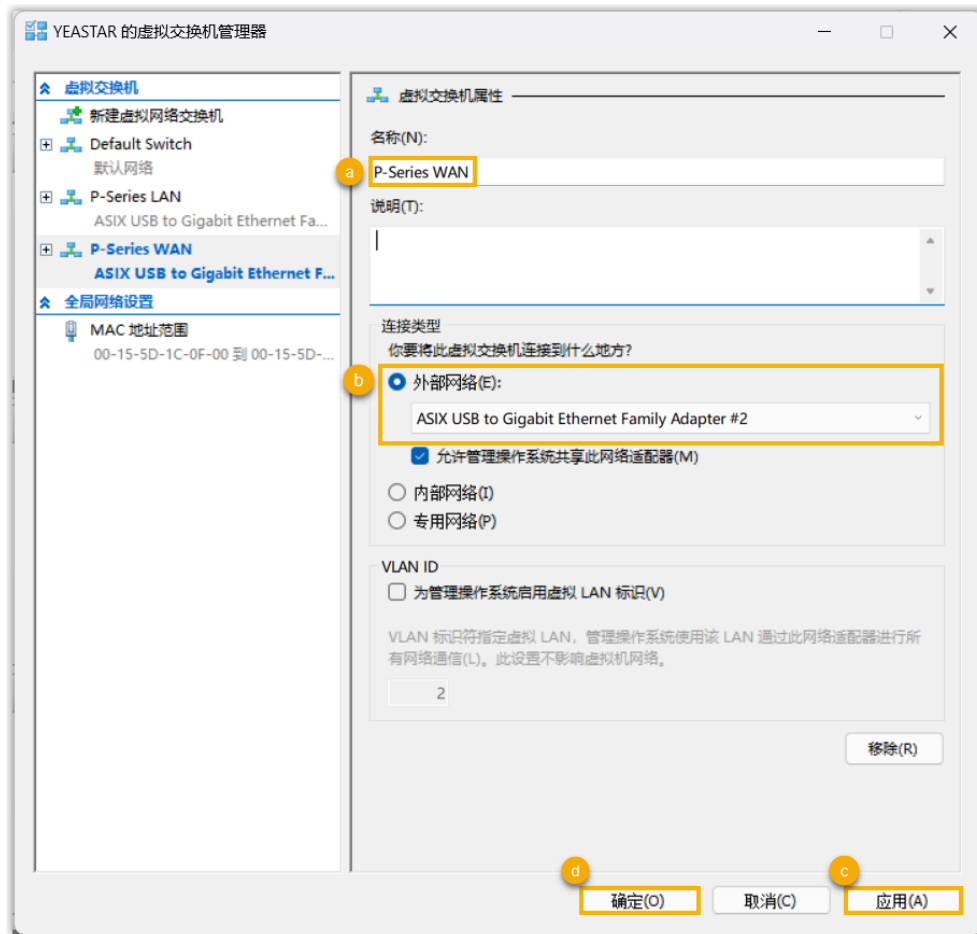 YEASTAR 的虚拟交换机管理器
虚拟交换机
新建虚拟网络交换机
Default Switch
默认网络
P-Series LAN
ASIX USB to Gigabit Ethernet Fa...
P-Series WAN
ASIX USB to Gigabit Ethernet F...
全局网络设置
MAC 地址范围
00-15-5D-1C-0F-00 到 00-15-5D-...
虚拟交换机属性
名称(N):
a
P-Series WAN
说明(T):
连接类型
你要将此虚拟交换机连接到什么地方?
b
外部网络(E):
ASIX USB to Gigabit Ethernet Family Adapter #2
允许管理操作系统共享此网络适配器(M)
内部网络(I)
专用网络(P)
VLAN ID
为管理操作系统启用虚拟 LAN 标识(V)
VLAN 标识符指定虚拟 LAN，管理操作系统使用该 LAN 通过此网络适配器进行所
有网络通信(L)。此设置不影响虚拟机网络。
2
移除(R)
d
c
确定(O)
取消(C)
应用(A)